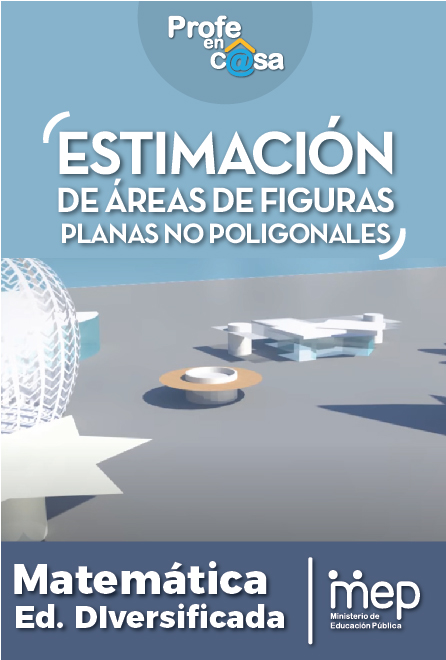 Profe
en
c@sa
ESTIMACIÓN
DE ÁREAS DE FIGURAS
PLANAS NO POLIGONALES
Matemática
Ed. DIversificada
mep
Ministerio de
Educación Pública